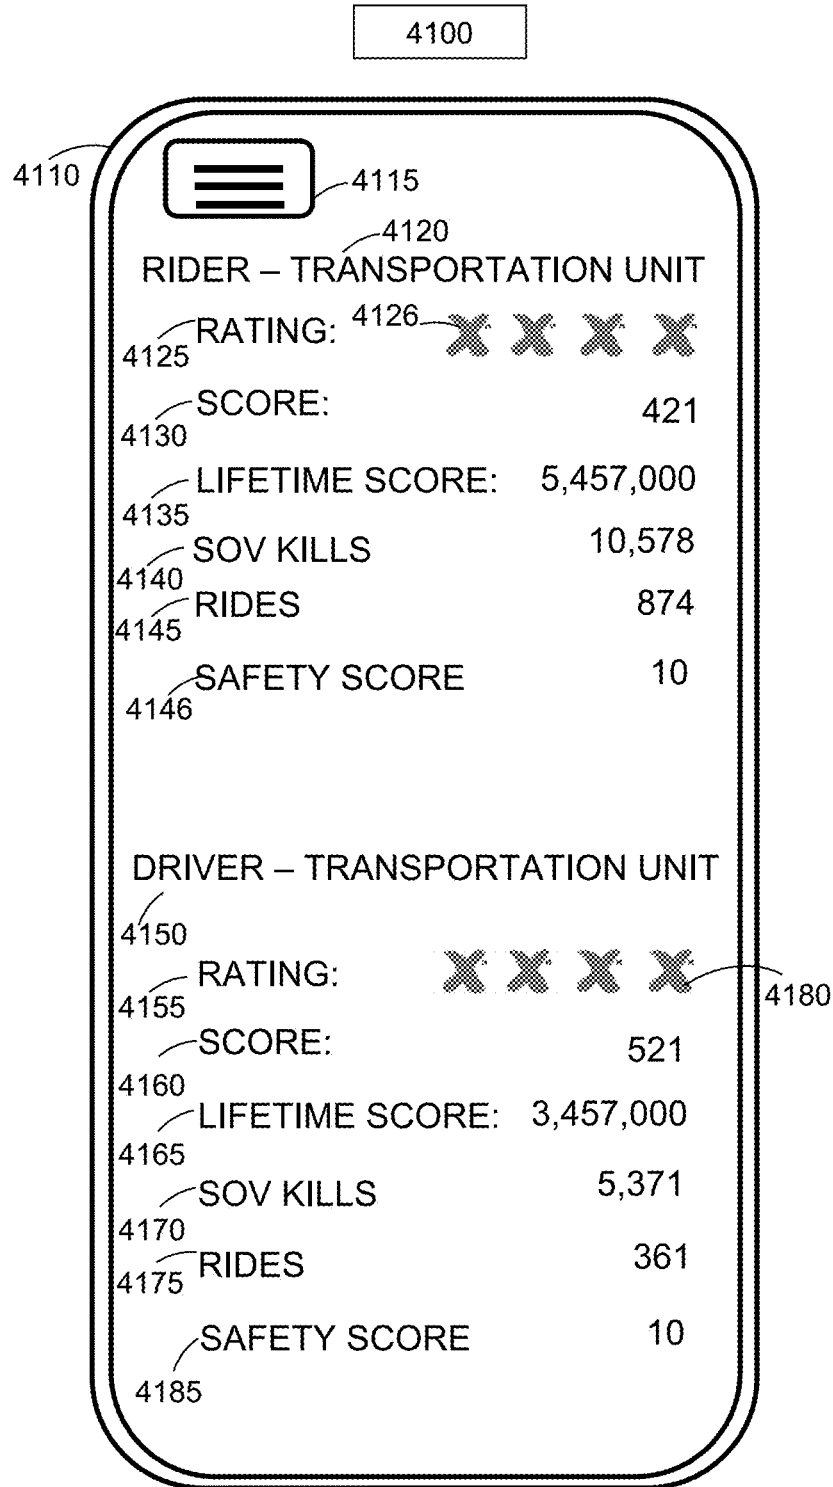 4100
4110
4115
4120
RIDER – TRANSPORTATION UNIT
4125 RATING: 4126
4130 SCORE: 421
4135 LIFETIME SCORE: 5,457,000
4140 SOV KILLS 10,578
4145 RIDES 874
4146 SAFETY SCORE 10
DRIVER – TRANSPORTATION UNIT
4150
4155 RATING: 4180
4160 SCORE: 521
4165 LIFETIME SCORE: 3,457,000
4170 SOV KILLS 5,371
4175 RIDES 361
4185 SAFETY SCORE 10